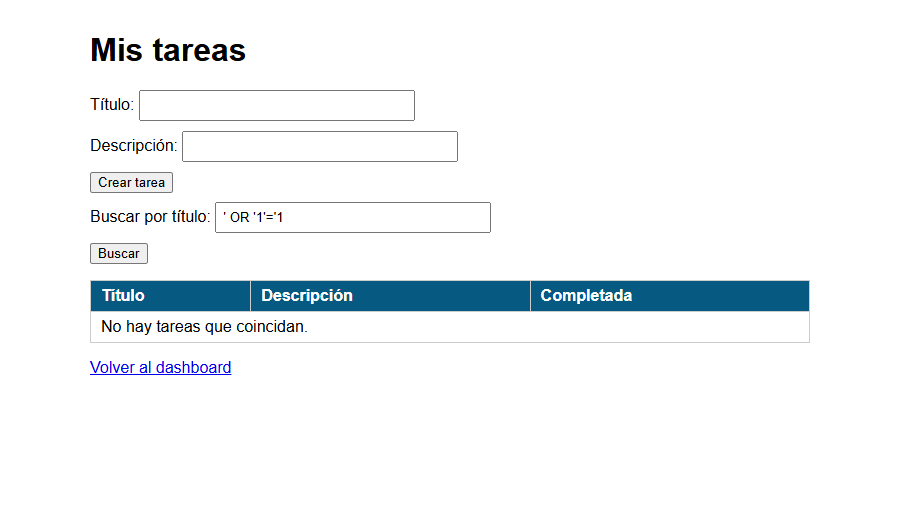 Mis tareas
Título:
Descripción:
Crear tarea
Buscar por título: ' OR '1'='1
Buscar
Título Descripción Completada
No hay tareas que coincidan.
Volver al dashboard